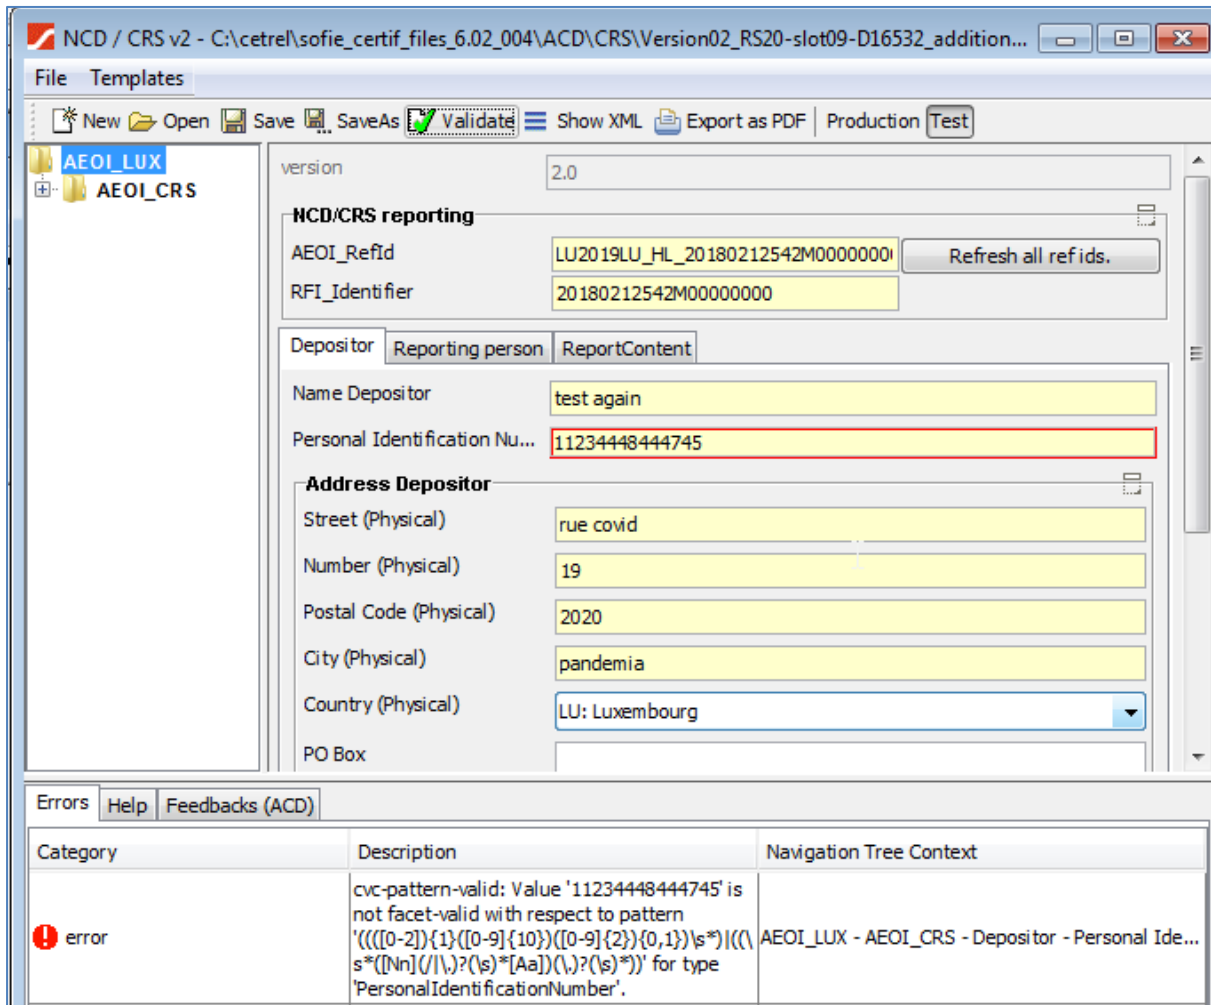 NCD / CRS v2 - C:\cetrel\sofie_certif_files_6.02_004\ACD\CRS\Version02_RS20-slot09-D16532_addition...
File Templates
New Open Save SaveAs Validate Show XML Export as PDF Production Test
AEOI_LUX
AEOI_CRS
version 2.0
NCD/CRS reporting
AEOI_RefId LU2019LU_HL_20180212542M0000000( Refresh all ref ids.
RFI_Identifier 20180212542M00000000
Depositor Reporting person ReportContent
Name Depositor test again
Personal Identification Nu... 11234448444745
Address Depositor
Street (Physical) rue covid
Number (Physical) 19
Postal Code (Physical) 2020
City (Physical) pandemia
Country (Physical) LU: Luxembourg
PO Box
Errors Help Feedbacks (ACD)
Category Description Navigation Tree Context
cvc-pattern-valid: Value '11234448444745' is
not facet-valid with respect to pattern
'(((([0-2]){1}([0-9]{10})([0-9]{2}){0,1})\s*)|((\
error AEOI_LUX - AEOI_CRS - Depositor - Personal Ide...
s*([Nn](/|\.)?(\s)*[Aa])(\.)?(\s)*))' for type
'PersonalIdentificationNumber'.